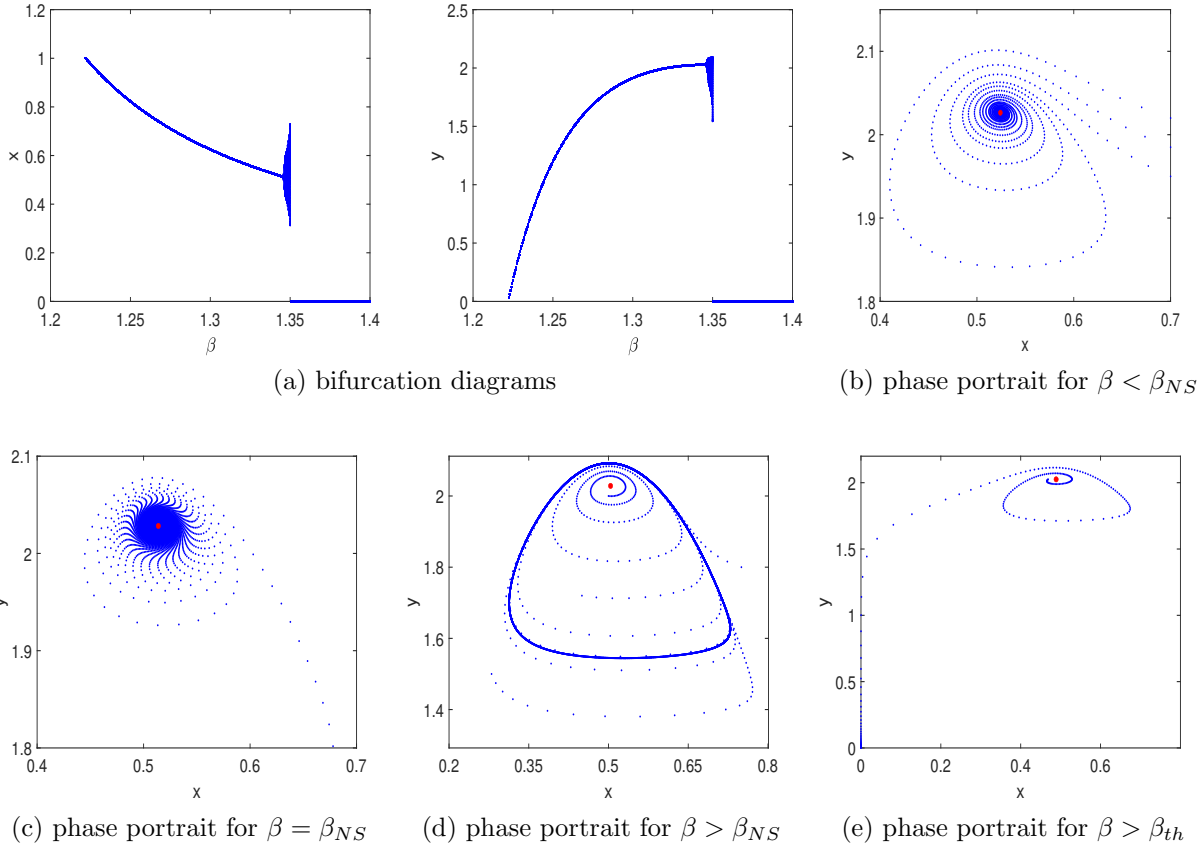 1.2
1
0.8
0.6
0.4
0.2
0
x
1.2 1.25 1.3 1.35 1.4
β
2.5
2
1.5
1
0.5
0
y
1.2 1.25 1.3 1.35 1.4
β
2.1
2
1.9
1.8
y
0.4 0.5 0.6 0.7
x
(a) bifurcation diagrams
(b) phase portrait for β < β_NS
2.1
2
1.9
1.8
y
0.4 0.5 0.6 0.7
x
2
1.8
1.6
1.4
y
0.2 0.35 0.5 0.65 0.8
x
2
1.5
1
0.5
0
y
0 0.2 0.4 0.6
x
(c) phase portrait for β = β_NS
(d) phase portrait for β > β_NS
(e) phase portrait for β > β_th